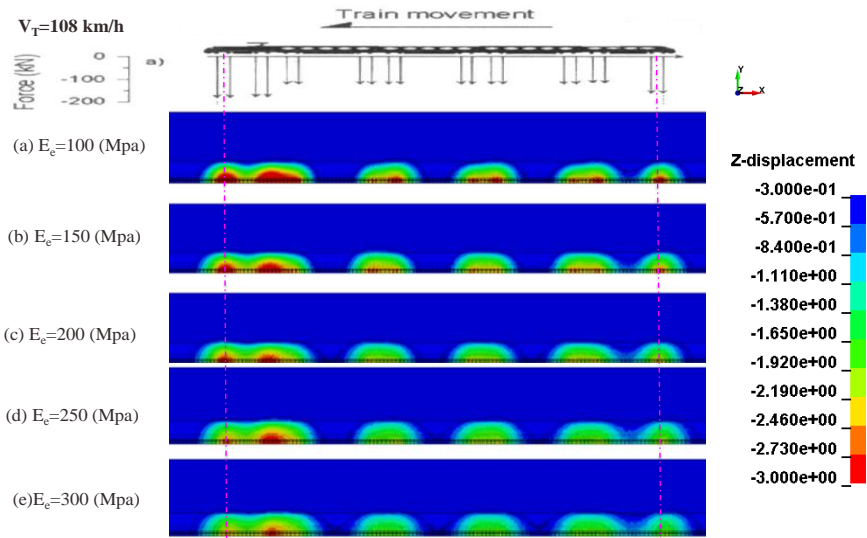 Train movement
V_T=108 km/h
Force (kN)
0
-100
-200
a)
Y
Z
X
(a) E_e=100 (Mpa)
(b) E_e=150 (Mpa)
(c) E_e=200 (Mpa)
(d) E_e=250 (Mpa)
(e)E_e=300 (Mpa)
Z-displacement
-3.000e-01
-5.700e-01
-8.400e-01
-1.110e+00
-1.380e+00
-1.650e+00
-1.920e+00
-2.190e+00
-2.460e+00
-2.730e+00
-3.000e+00